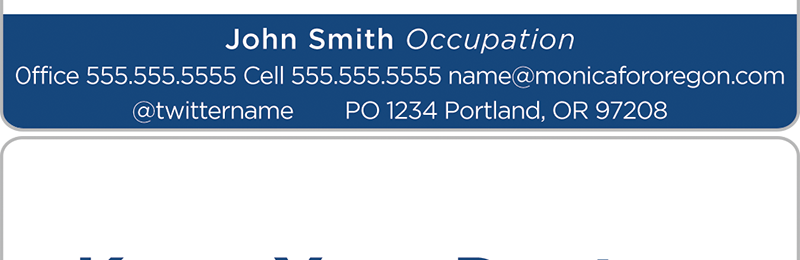 John Smith Occupation
Office 555.555.5555 Cell 555.555.5555 name@monicafororegon.com
@twittername PO 1234 Portland, OR 97208